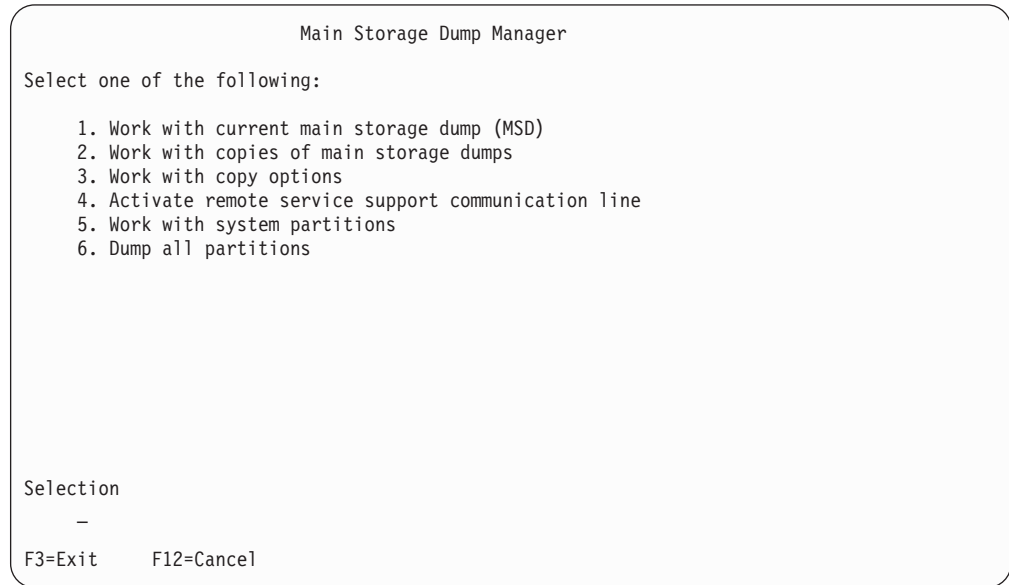 Main Storage Dump Manager
Select one of the following:
1. Work with current main storage dump (MSD)
2. Work with copies of main storage dumps
3. Work with copy options
4. Activate remote service support communication line
5. Work with system partitions
6. Dump all partitions
Selection
_
F3=Exit F12=Cancel